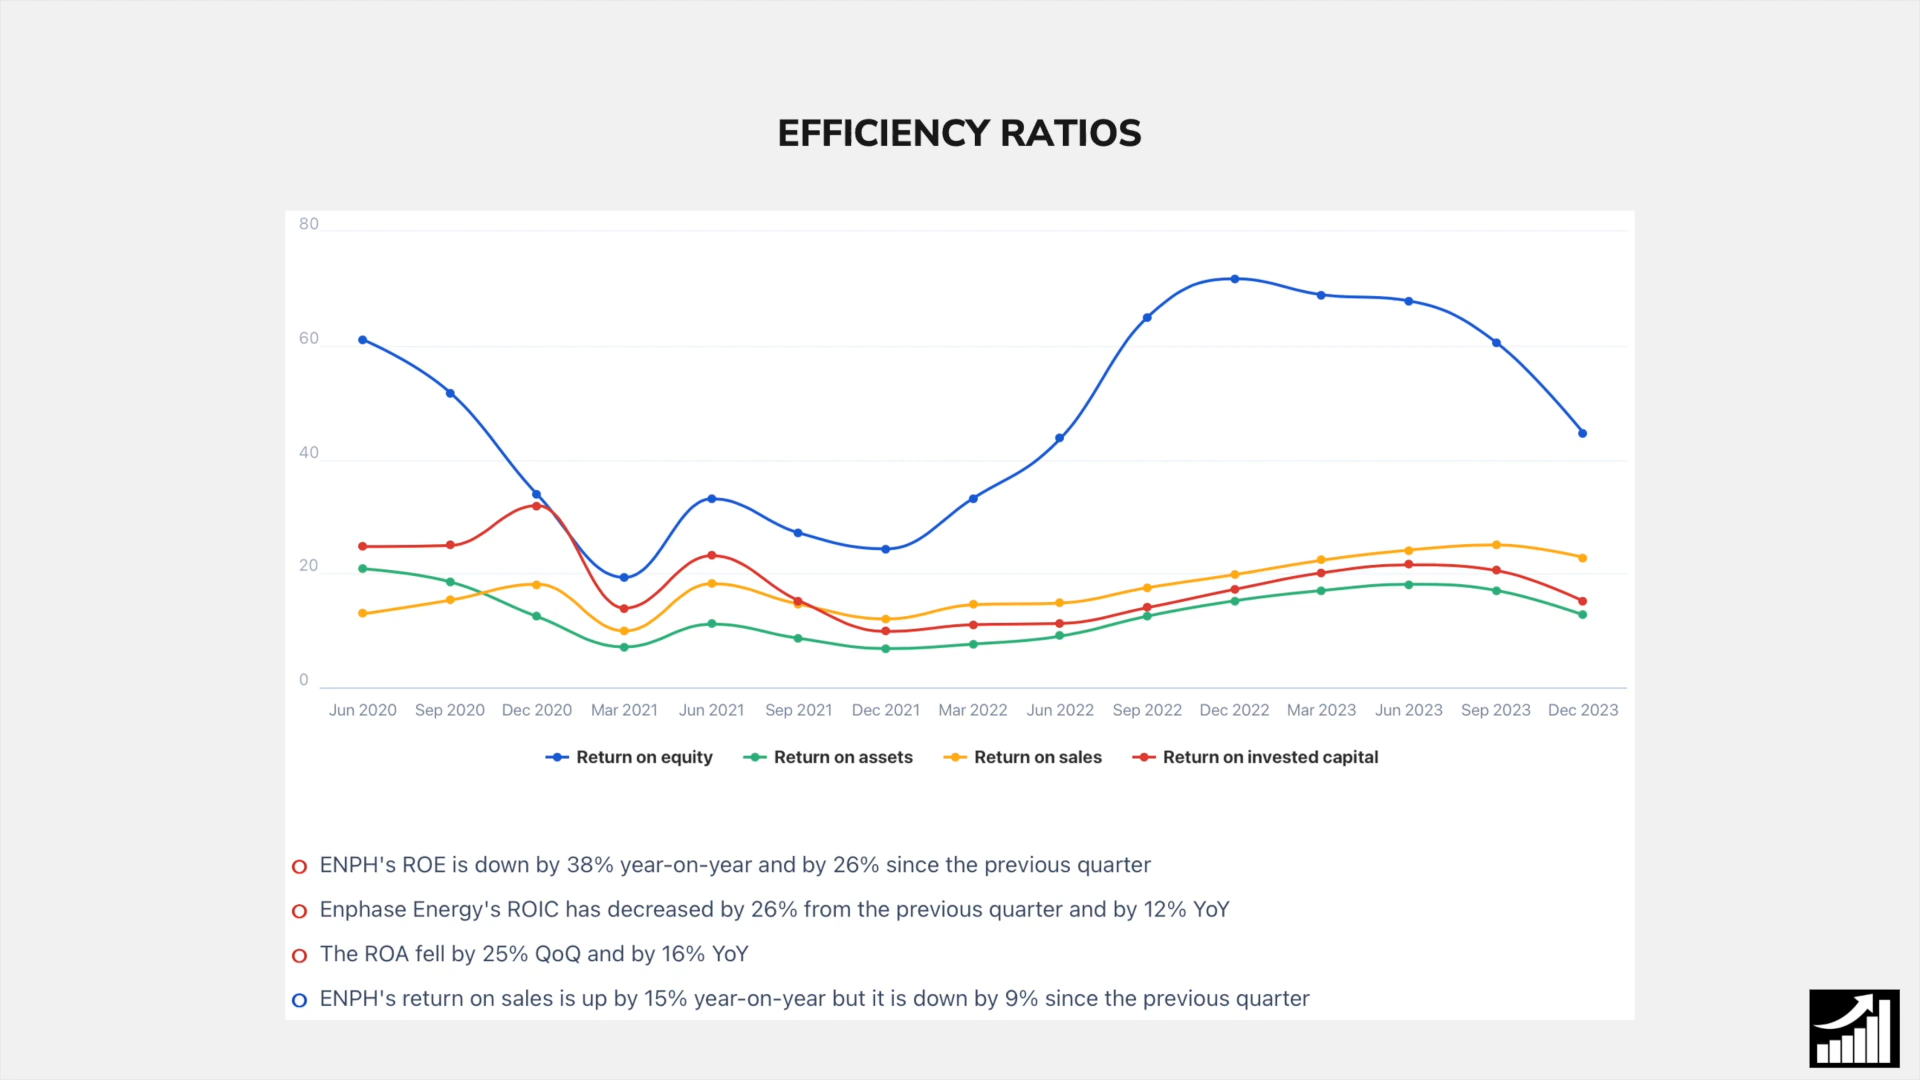 EFFICIENCY RATIOS
80
60
40
20
0
Jun 2020 Sep 2020 Dec 2020 Mar 2021 Jun 2021 Sep 2021 Dec 2021 Mar 2022 Jun 2022 Sep 2022 Dec 2022 Mar 2023 Jun 2023 Sep 2023 Dec 2023
Return on equity Return on assets Return on sales Return on invested capital
ENPH's ROE is down by 38% year-on-year and by 26% since the previous quarter
Enphase Energy's ROIC has decreased by 26% from the previous quarter and by 12% YoY
The ROA fell by 25% QoQ and by 16% YoY
ENPH's return on sales is up by 15% year-on-year but it is down by 9% since the previous quarter